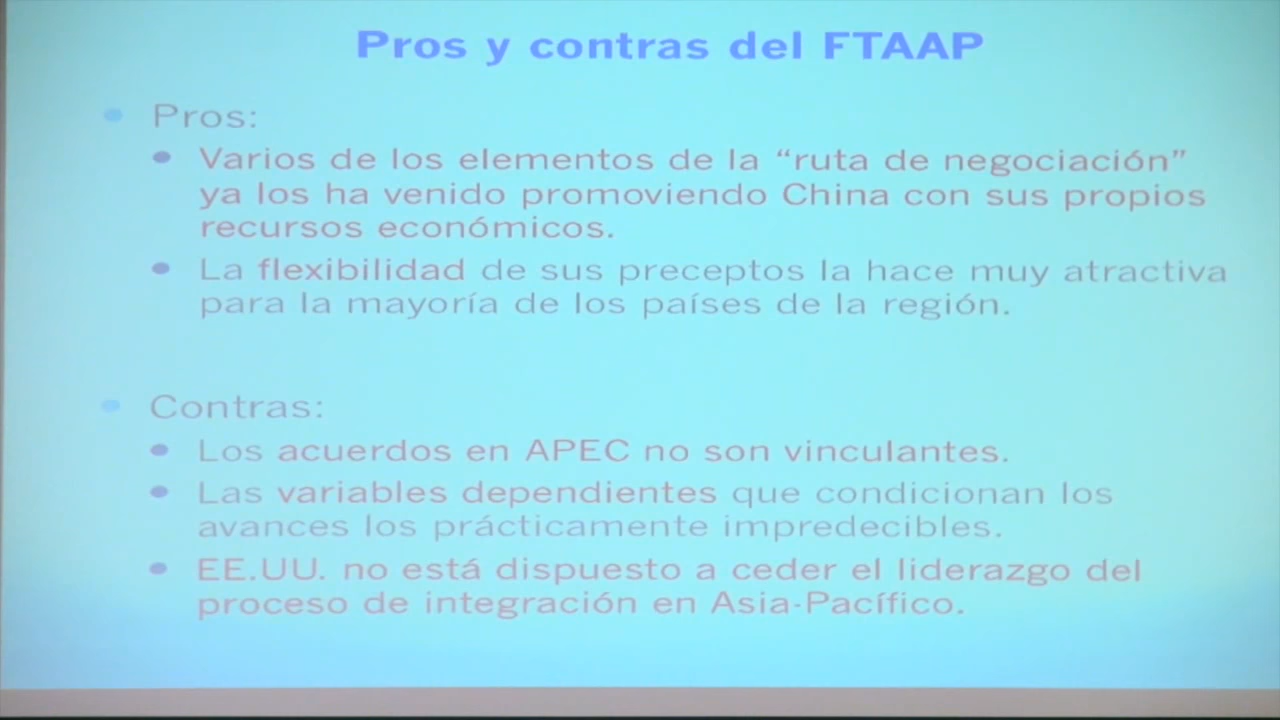 Pros y contras del FTAAP
Pros:
Varios de los elementos de la “ruta de negociación”
ya los ha venido promoviendo China con sus propios
recursos económicos.
La flexibilidad de sus preceptos la hace muy atractiva
para la mayoría de los países de la región.
Contras:
Los acuerdos en APEC no son vinculantes.
Las variables dependientes que condicionan los
avances los prácticamente impredecibles.
EE.UU. no está dispuesto a ceder el liderazgo del
proceso de integración en Asia-Pacífico.